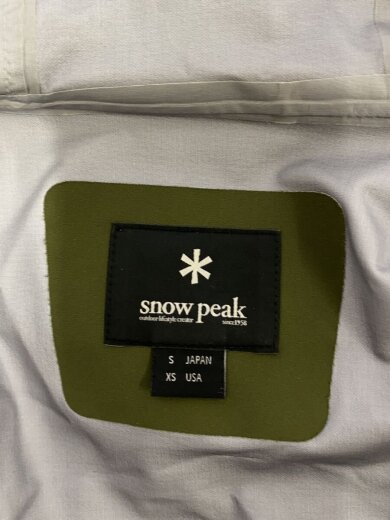 snow peak
outdoor lifestyle creator since 1958
S JAPAN
XS USA